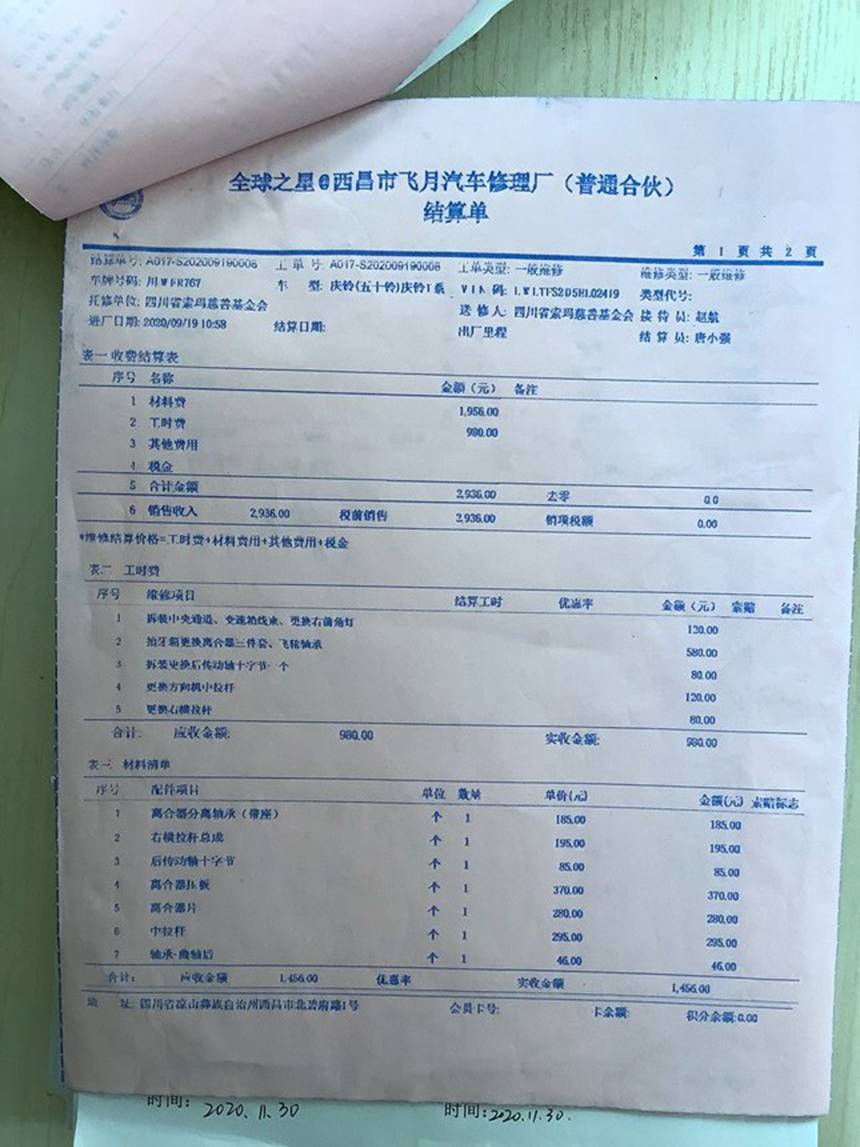 全球之星@西昌市飞月汽车修理厂（普通合伙）
结算单
第 1 页 共 2 页
结算单号: A017-S202009190008 工 单 号: A017-S202009190008 工单类型: 一般维修 维修类型: 一般维修
车牌号码: 车 型: 庆铃(五十铃)庆铃T系 VIN 码: 类型代号:
托修单位: 四川省索玛慈善基金会 送 修 人: 四川省索玛慈善基金会 接 待 员: 赵航
进厂日期: 2020/09/19 10:58 结算日期: 出厂里程 结 算 员: 唐小强
表一 收费结算表
序号 名称 金额（元） 备注
1 材料费 1,956.00
2 工时费 980.00
3 其他费用
4 税金
5 合计金额 2,936.00 去零 0.0
6 销售收入 2,936.00 税前销售 2,936.00 销项税额 0.00
*维修结算价格=工时费+材料费用+其他费用+税金
表二 工时费
序号 维修项目 结算工时 优惠率 金额（元） 索赔 备注
1 拆装中央通道、变速箱线束、更换右前角灯 120.00
2 抬牙箱更换离合器三件套、飞轮轴承 580.00
3 拆装更换后传动轴十字节一个 80.00
4 更换方向机中拉杆 120.00
5 更换右横拉杆 80.00
合计: 应收金额: 980.00 实收金额: 980.00
表三 材料清单
序号 配件项目 单位 数量 单价(元) 金额(元) 索赔标志
1 离合器分离轴承（带座） 个 1 185.00 185.00
2 右横拉杆总成 个 1 195.00 195.00
3 后传动轴十字节 个 1 85.00 85.00
4 离合器压板 个 1 370.00 370.00
5 离合器片 个 1 280.00 280.00
6 中拉杆 个 1 295.00 295.00
7 轴承-曲轴后 个 1 46.00 46.00
合计: 应收金额 1,456.00 优惠率 实收金额 1,456.00
地 址: 四川省凉山彝族自治州西昌市北碧府路1号 会员卡号: 卡余额: 积分余额:0.00
时间: 2020.11.30 时间:2020.11.30.